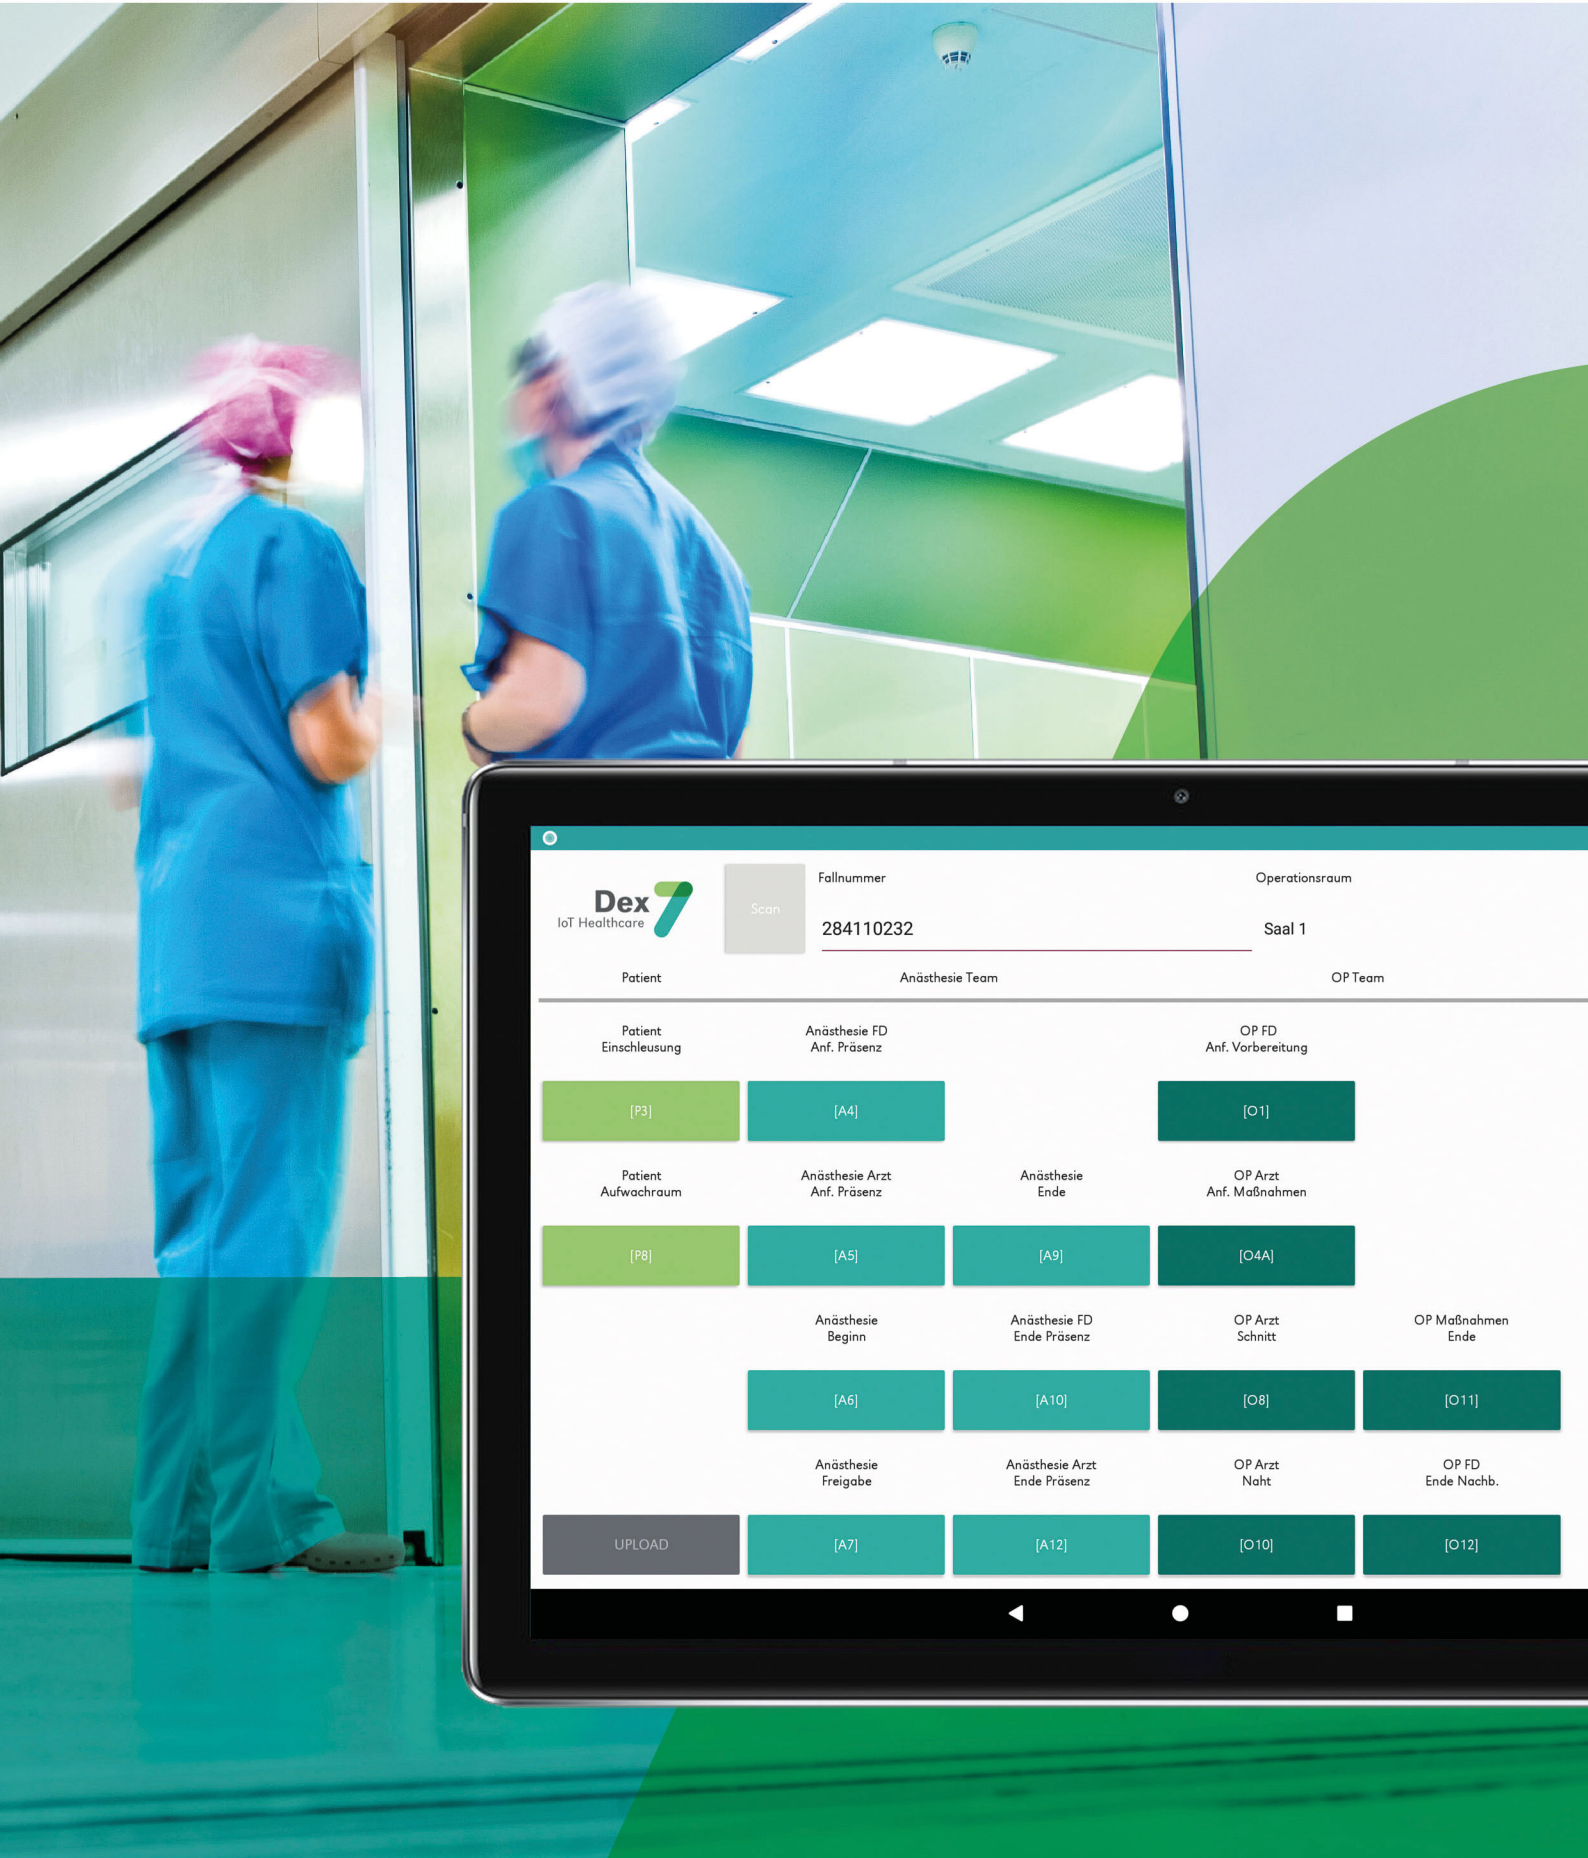 Dex7
IoT Healthcare
Scan
Fallnummer
Operationsraum
284110232
Saal 1
Patient
Anästhesie Team
OP Team
Patient
Einschleusung
Anästhesie FD
Anf. Präsenz
OP FD
Anf. Vorbereitung
[P3]
[A4]
[O1]
Patient
Aufwachraum
Anästhesie Arzt
Anf. Präsenz
Anästhesie
Ende
OP Arzt
Anf. Maßnahmen
[P8]
[A5]
[A9]
[O4A]
Anästhesie
Beginn
Anästhesie FD
Ende Präsenz
OP Arzt
Schnitt
OP Maßnahmen
Ende
[A6]
[A10]
[O8]
[O11]
Anästhesie
Freigabe
Anästhesie Arzt
Ende Präsenz
OP Arzt
Naht
OP FD
Ende Nachb.
UPLOAD
[A7]
[A12]
[O10]
[O12]